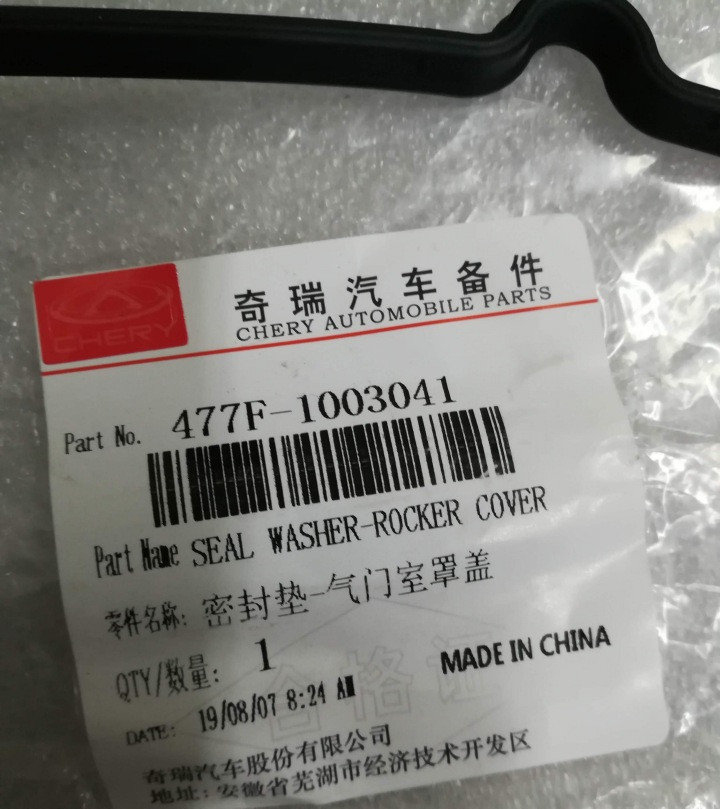 CHERY
奇瑞汽车备件
CHERY AUTOMOBILE PARTS
Part No. 477F-1003041
Part Name SEAL WASHER-ROCKER COVER
零件名称: 密封垫-气门室罩盖
QTY/数量: 1
MADE IN CHINA
合格证
DATE: 19/08/07 8:24 AM
奇瑞汽车股份有限公司
地址:安徽省芜湖市经济技术开发区